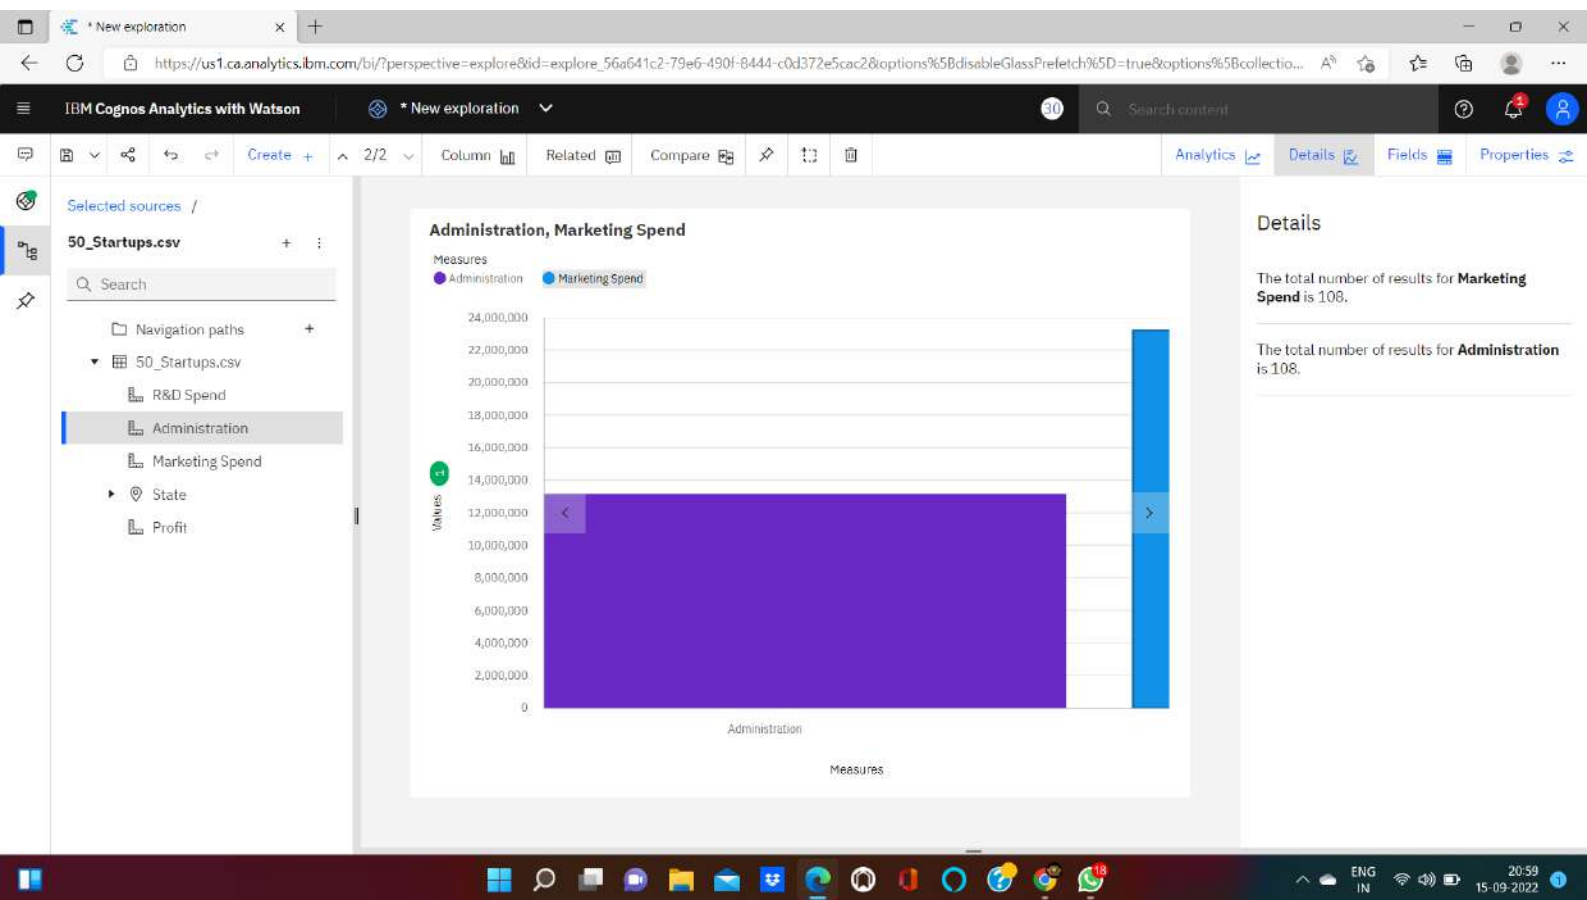 * New exploration
https://us1.ca.analytics.ibm.com/bi/?perspective=explore&id=explore_56a641c2-79e6-490f-8444-c0d372e5cac2&options%5BdisableGlassPrefetch%5D=true&options%5Bcollectio...
IBM Cognos Analytics with Watson
* New exploration
30
Search content
1
Create +
2/2
Column
Related
Compare
Analytics
Details
Fields
Properties
Selected sources /
50_Startups.csv
Search
Navigation paths
50_Startups.csv
R&D Spend
Administration
Marketing Spend
State
Profit
Administration, Marketing Spend
Measures
Administration
Marketing Spend
24,000,000
22,000,000
20,000,000
18,000,000
16,000,000
14,000,000
12,000,000
10,000,000
8,000,000
6,000,000
4,000,000
2,000,000
0
Values
Administration
Measures
Details
The total number of results for Marketing
Spend is 108.
The total number of results for Administration
is 108.
18
ENG
IN
20:59
15-09-2022
1